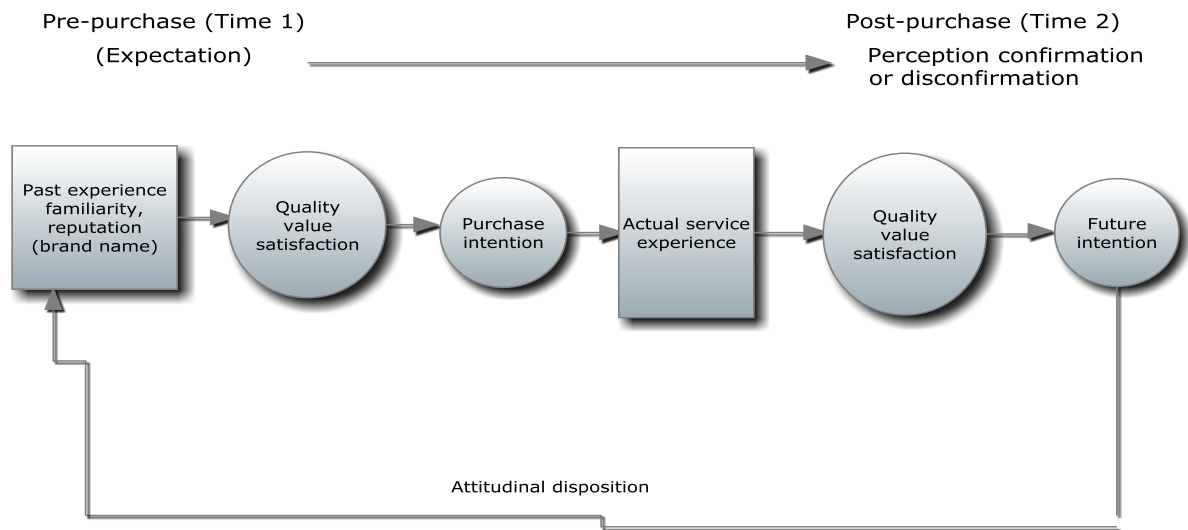 Pre-purchase (Time 1)
(Expectation)
Post-purchase (Time 2)
Perception confirmation
or disconfirmation
Past experience
familiarity,
reputation
(brand name)
Quality
value
satisfaction
Purchase
intention
Actual service
experience
Quality
value
satisfaction
Future
intention
Attitudinal disposition